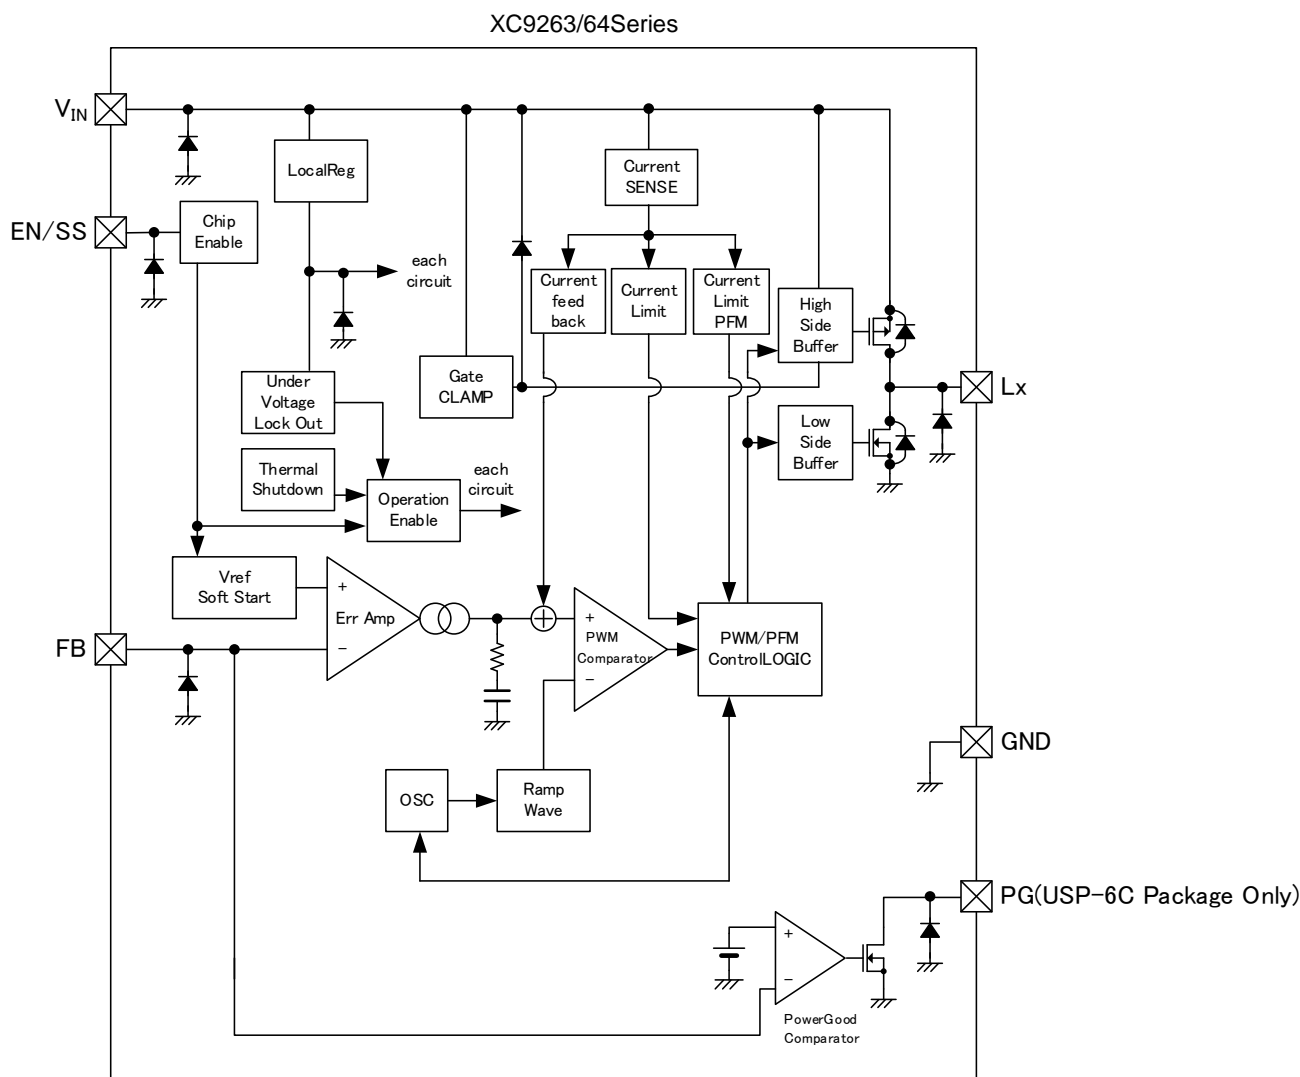 XC9263/64Series
VIN
LocalReg
Current
SENSE
EN/SS
Chip
Enable
each
circuit
Current
feed
back
Current
Limit
Current
Limit
PFM
High
Side
Buffer
Under
Voltage
Lock Out
Gate
CLAMP
Lx
Low
Side
Buffer
Thermal
Shutdown
Operation
Enable
each
circuit
Vref
Soft Start
+
Err Amp
−
+
PWM
Comparator
−
PWM/PFM
ControlLOGIC
FB
GND
OSC
Ramp
Wave
PG(USP-6C Package Only)
+
−
PowerGood
Comparator